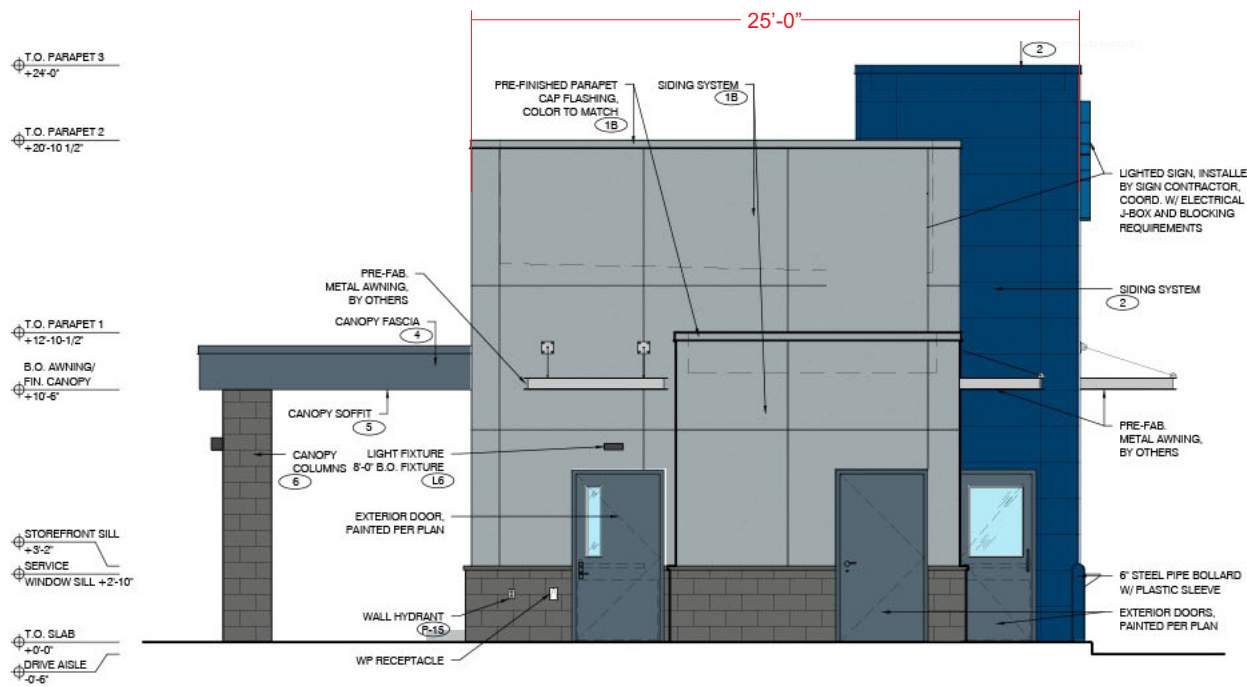 25'-0"
T.O. PARAPET 3
+24'-0"
T.O. PARAPET 2
+20'-10 1/2"
T.O. PARAPET 1
+12'-10-1/2"
B.O. AWNING/
FIN. CANOPY
+10'-6"
STOREFRONT SILL
+3'-2"
SERVICE
WINDOW SILL +2'-10"
T.O. SLAB
+0'-0"
DRIVE AISLE
-0'-6"
PRE-FINISHED PARAPET
CAP FLASHING,
COLOR TO MATCH
1B
SIDING SYSTEM
1B
2
LIGHTED SIGN, INSTALLE
BY SIGN CONTRACTOR,
COORD. W/ ELECTRICAL
J-BOX AND BLOCKING
REQUIREMENTS
PRE-FAB.
METAL AWNING,
BY OTHERS
CANOPY FASCIA
4
SIDING SYSTEM
2
CANOPY SOFFIT
5
CANOPY
COLUMNS
6
LIGHT FIXTURE
8'-0" B.O. FIXTURE
L6
PRE-FAB.
METAL AWNING,
BY OTHERS
EXTERIOR DOOR,
PAINTED PER PLAN
WALL HYDRANT
P-15
WP RECEPTACLE
6" STEEL PIPE BOLLARD
W/ PLASTIC SLEEVE
EXTERIOR DOORS,
PAINTED PER PLAN